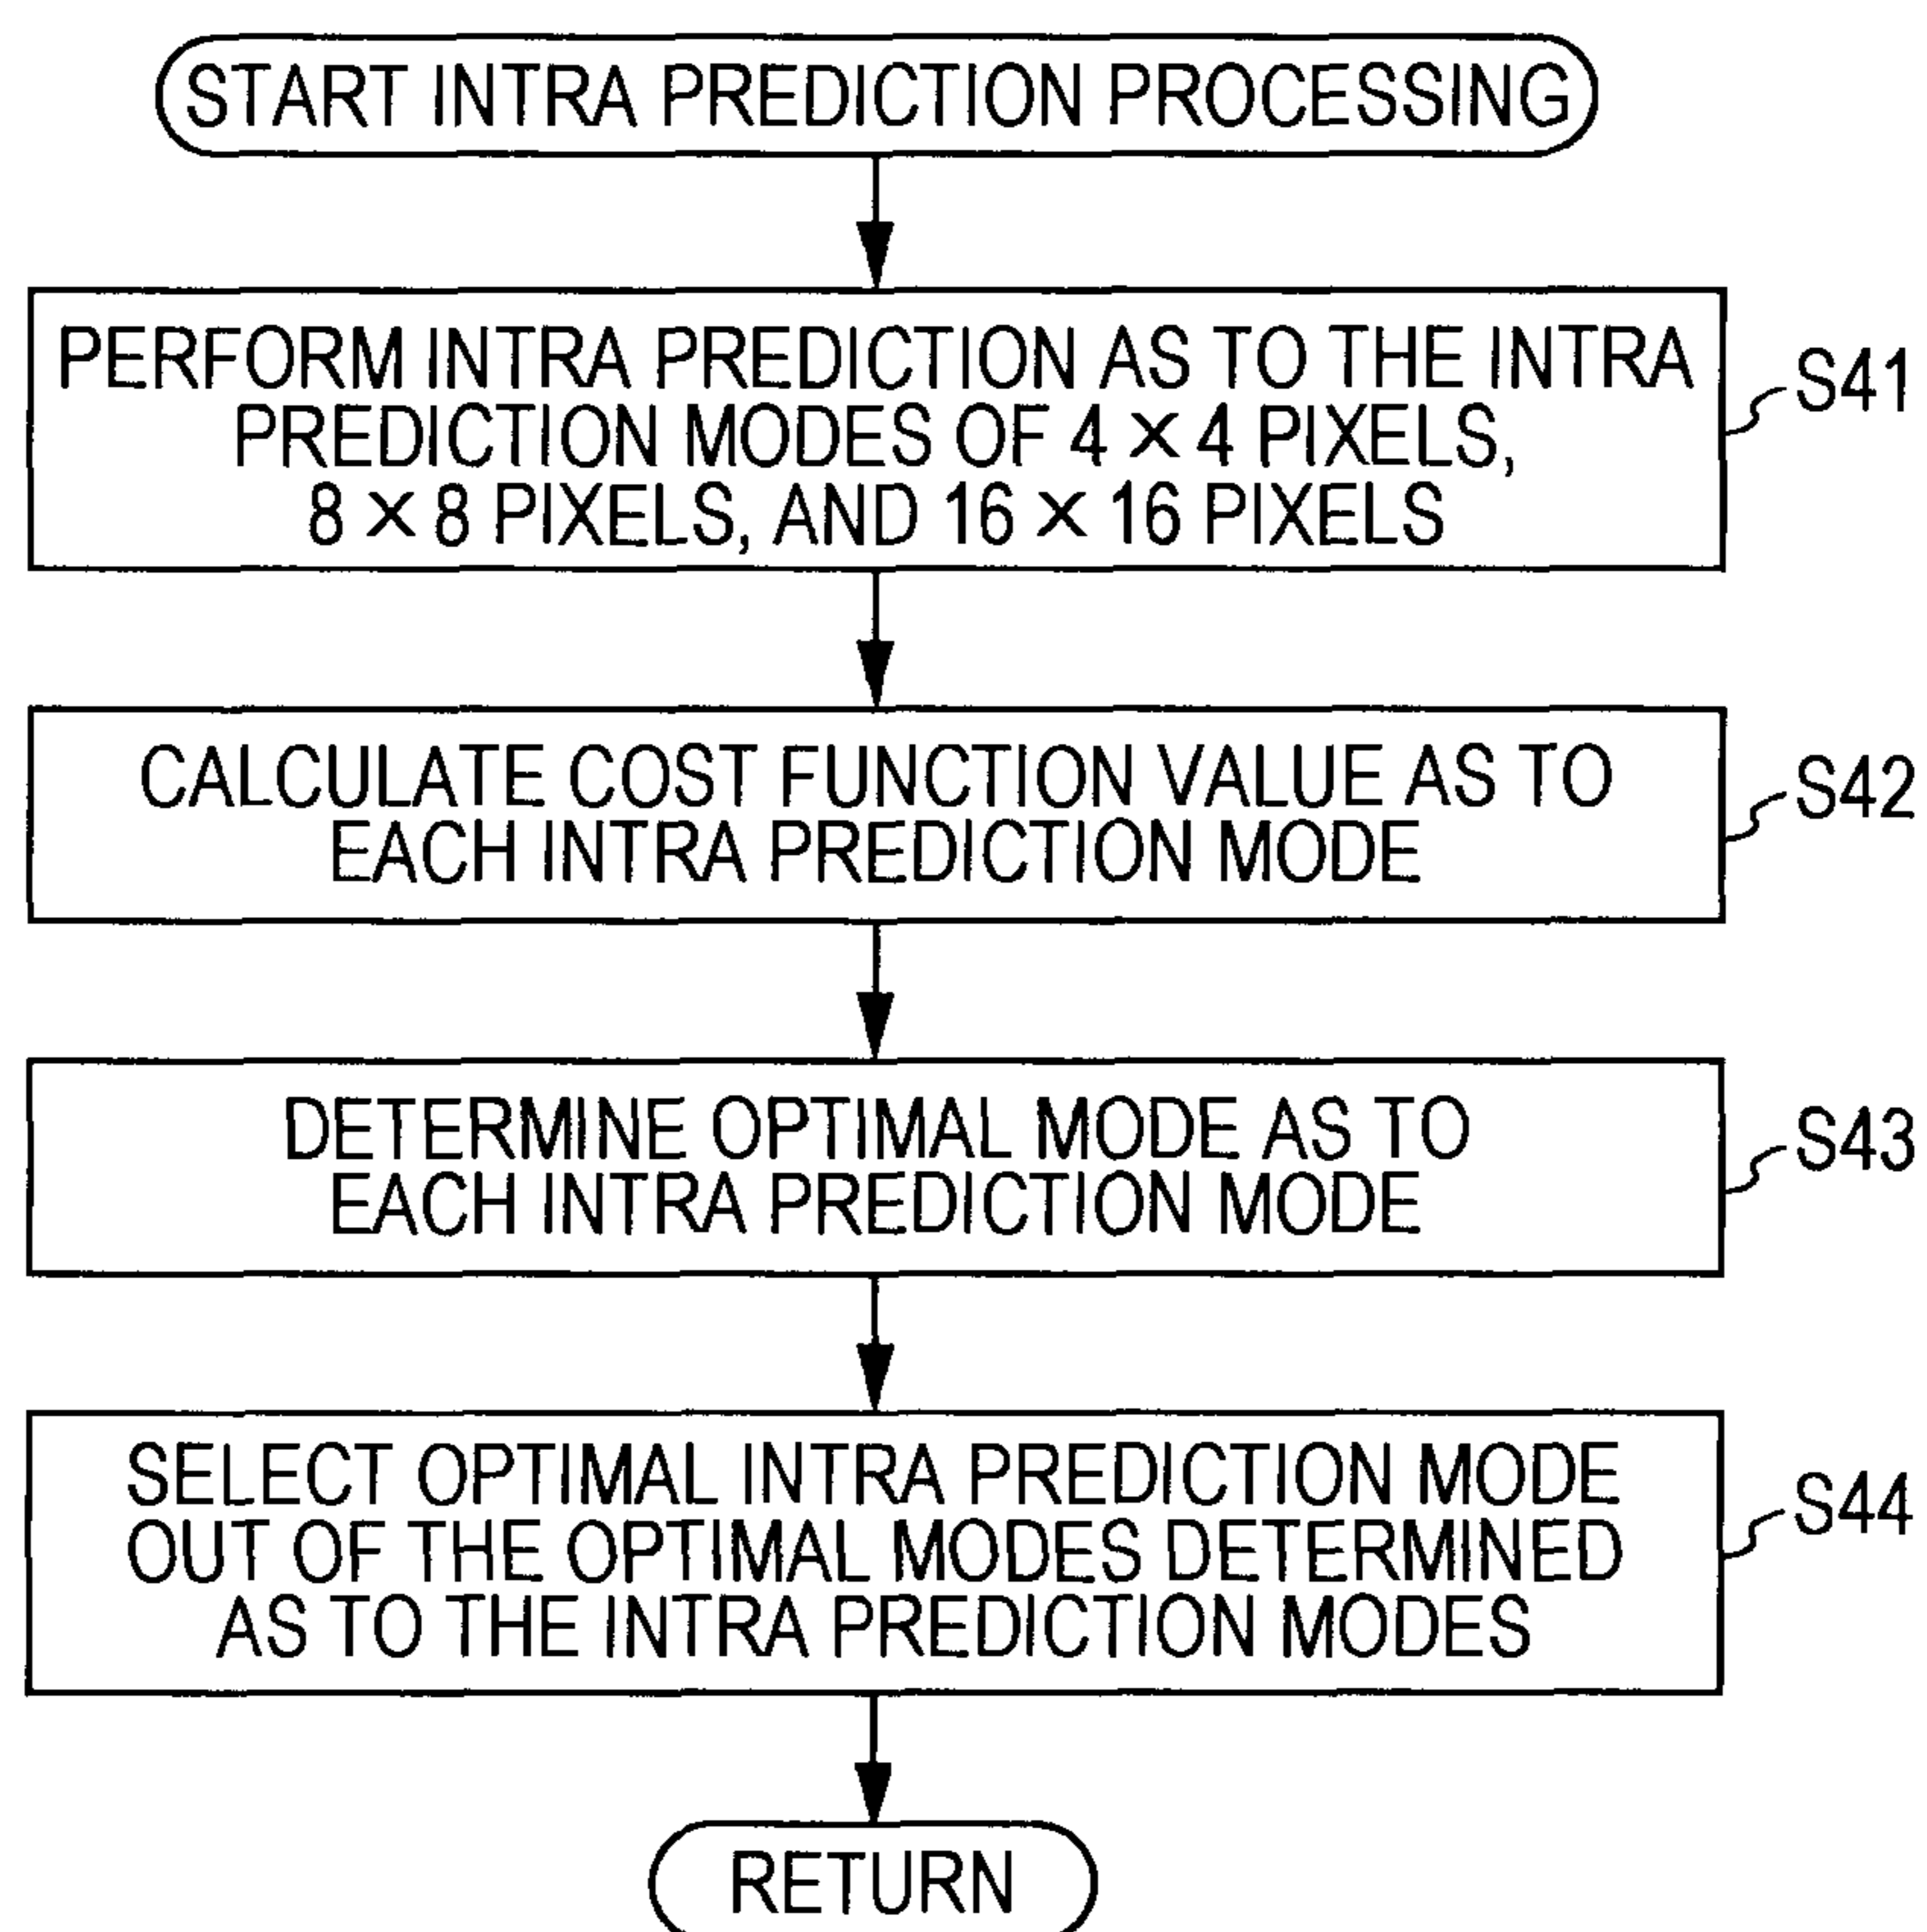 START INTRA PREDICTION PROCESSING
PERFORM INTRA PREDICTION AS TO THE INTRA
PREDICTION MODES OF 4 × 4 PIXELS,
8 × 8 PIXELS, AND 16 × 16 PIXELS
S41
CALCULATE COST FUNCTION VALUE AS TO
EACH INTRA PREDICTION MODE
S42
DETERMINE OPTIMAL MODE AS TO
EACH INTRA PREDICTION MODE
S43
SELECT OPTIMAL INTRA PREDICTION MODE
OUT OF THE OPTIMAL MODES DETERMINED
AS TO THE INTRA PREDICTION MODES
S44
RETURN